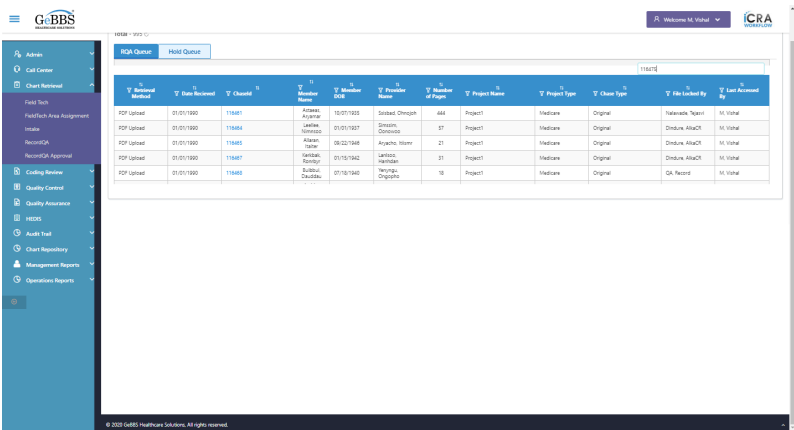 GeBBS
HEALTHCARE SOLUTIONS
Welcome M, Vishal
iCRA
WORKFLOW
Admin
Call Center
Chart Retrieval
Field Tech
FieldTech Area Assignment
Intake
RecordQA
RecordQA Approval
Coding Review
Quality Control
Quality Assurance
HEDIS
Audit Trail
Chart Repository
Management Reports
Operations Reports
RQA Queue Hold Queue
116475
Retrieval Method Date Recieved ChaseId Member Name Member DOB Provider Name Number of Pages Project Name Project Type Chase Type File Locked By Last Accessed By
PDF Upload 01/01/1990 116461 Aryamar 10/07/1935 444 Project1 Medicare Original Nalawade, Tejasvi M, Vishal
PDF Upload 01/01/1990 116464 01/01/1937 57 Project1 Medicare Original Dindure, AlkaCR M, Vishal
PDF Upload 01/01/1990 116465 09/22/1946 21 Project1 Medicare Original Dindure, AlkaCR M, Vishal
PDF Upload 01/01/1990 116467 01/15/1942 31 Project1 Medicare Original Dindure, AlkaCR M, Vishal
PDF Upload 01/01/1990 07/18/1940 18 Project1 Medicare Original QA, Record M, Vishal
© 2020 GeBBS Healthcare Solutions. All rights reserved.